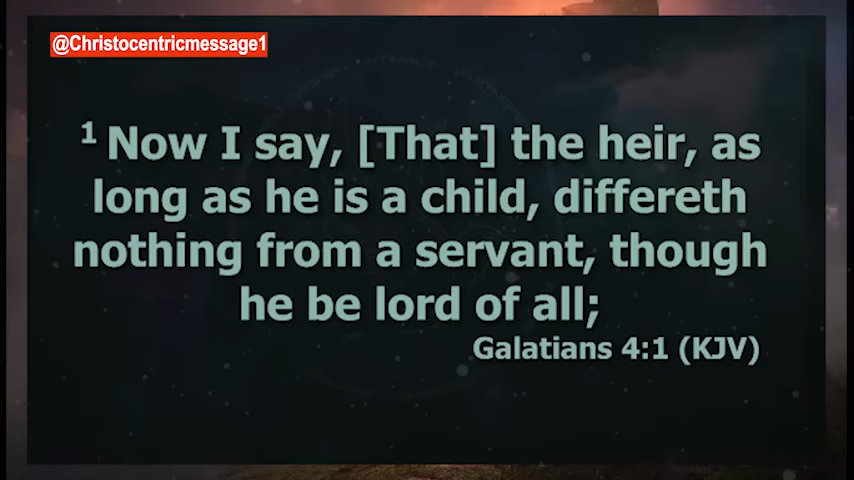 @Christocentricmessage1
1 Now I say, [That] the heir, as
long as he is a child, differeth
nothing from a servant, though
he be lord of all;
Galatians 4:1 (KJV)